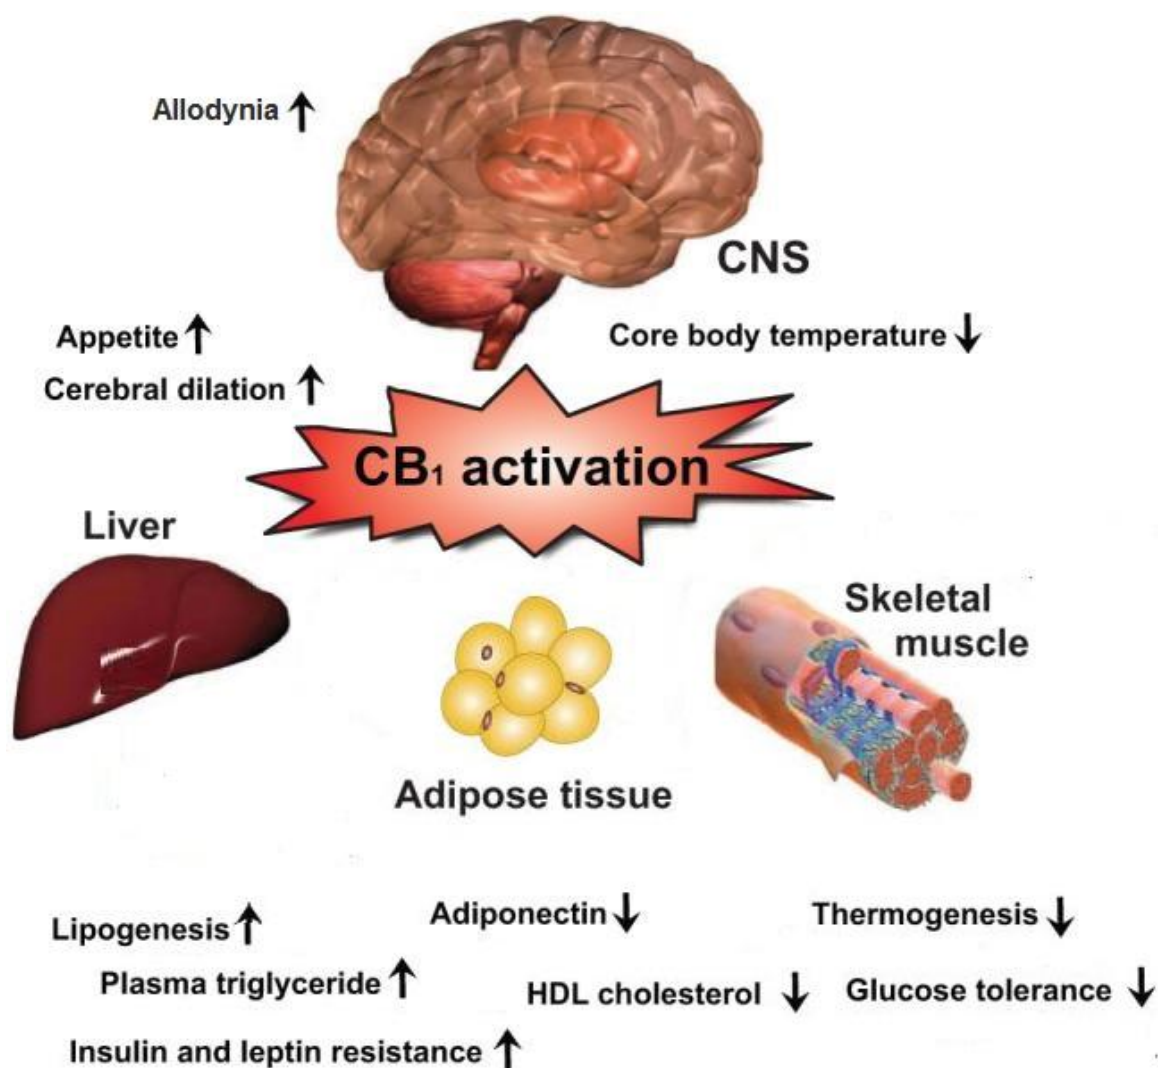 Allodynia ↑
CNS
Appetite ↑
Core body temperature ↓
Cerebral dilation ↑
CB₁ activation
Liver
Skeletal
muscle
Adipose tissue
Lipogenesis ↑
Adiponectin ↓
Thermogenesis ↓
Plasma triglyceride ↑
HDL cholesterol ↓
Glucose tolerance ↓
Insulin and leptin resistance ↑